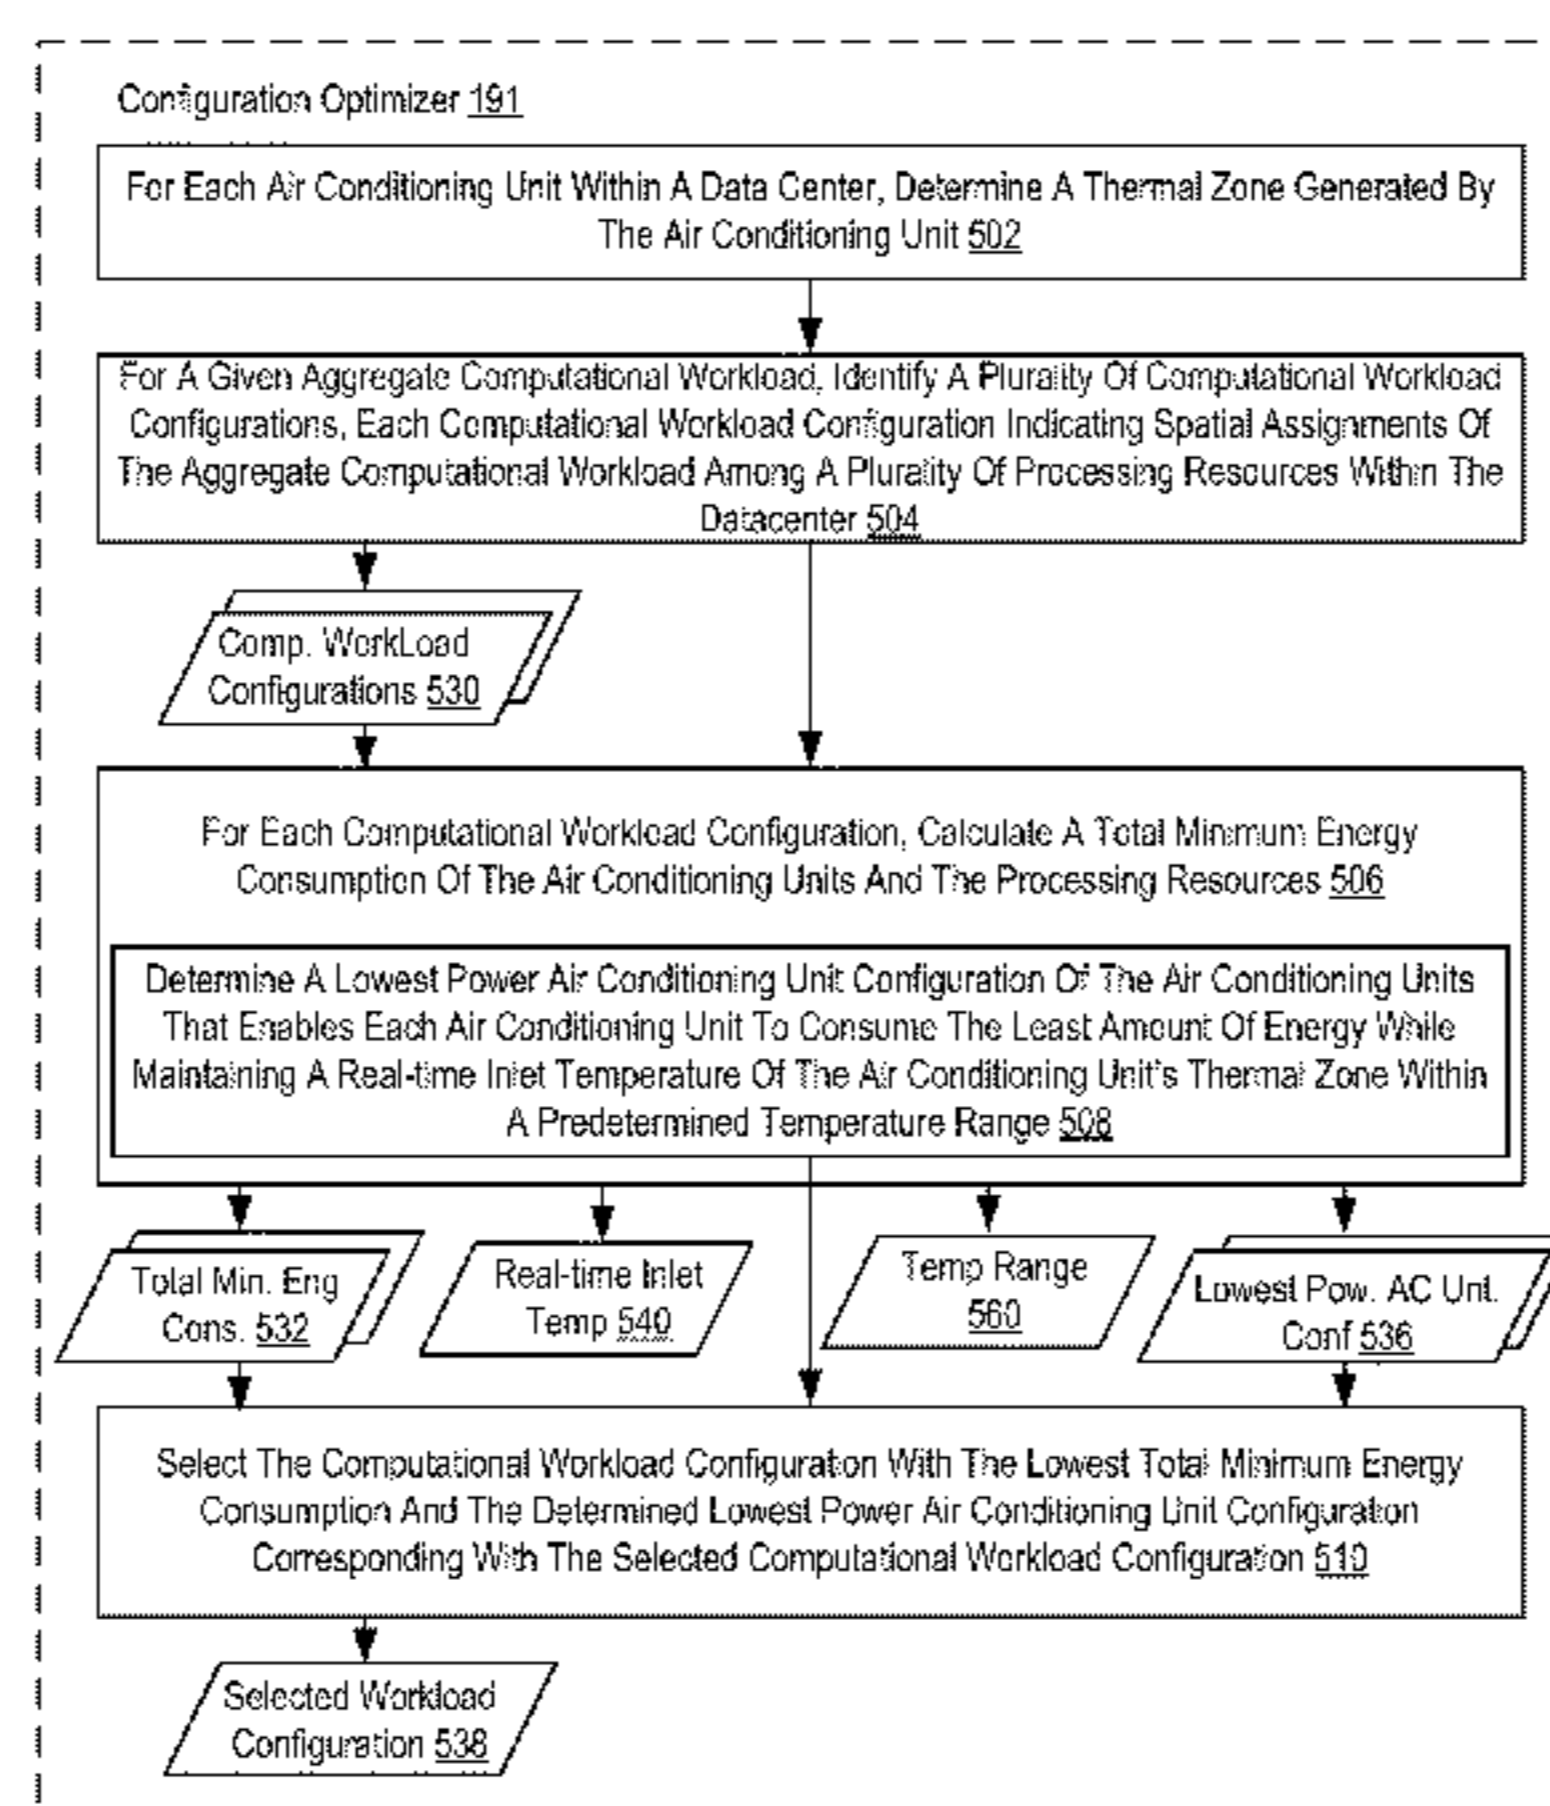 Configuration Optimizer 191
For Each Air Conditioning Unit Within A Data Center, Determine A Thermal Zone Generated By
The Air Conditioning Unit 502
For A Given Aggregate Computational Workload, Identify A Plurality Of Computational Workload
Configurations, Each Computational Workload Configuration Indicating Spatial Assignments Of
The Aggregate Computational Workload Among A Plurality Of Processing Resources Within The
Datacenter 504
Comp. WorkLoad
Configurations 530
For Each Computational Workload Configuration, Calculate A Total Minimum Energy
Consumption Of The Air Conditioning Units And The Processing Resources 506
Determine A Lowest Power Air Conditioning Unit Configuration Of The Air Conditioning Units
That Enables Each Air Conditioning Unit To Consume The Least Amount Of Energy While
Maintaining A Real-time Inlet Temperature Of The Air Conditioning Unit's Thermal Zone Within
A Predetermined Temperature Range 508
Total Min. Eng
Cons. 532
Real-time Inlet
Temp 540
Temp Range
560
Lowest Pow. AC Unt.
Conf 536
Select The Computational Workload Configuration With The Lowest Total Minimum Energy
Consumption And The Determined Lowest Power Air Conditioning Unit Configuration
Corresponding With The Selected Computational Workload Configuration 510
Selected Workload
Configuration 538